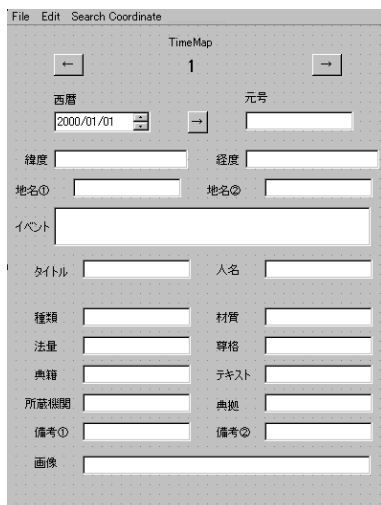 File Edit Search Coordinate
TimeMap
← 1 →
西暦 元号
2000/01/01 →
緯度 経度
地名① 地名②
イベント
タイトル 人名
種類 材質
法量 尊格
典籍 テキスト
所蔵機関 典拠
備考① 備考②
画像